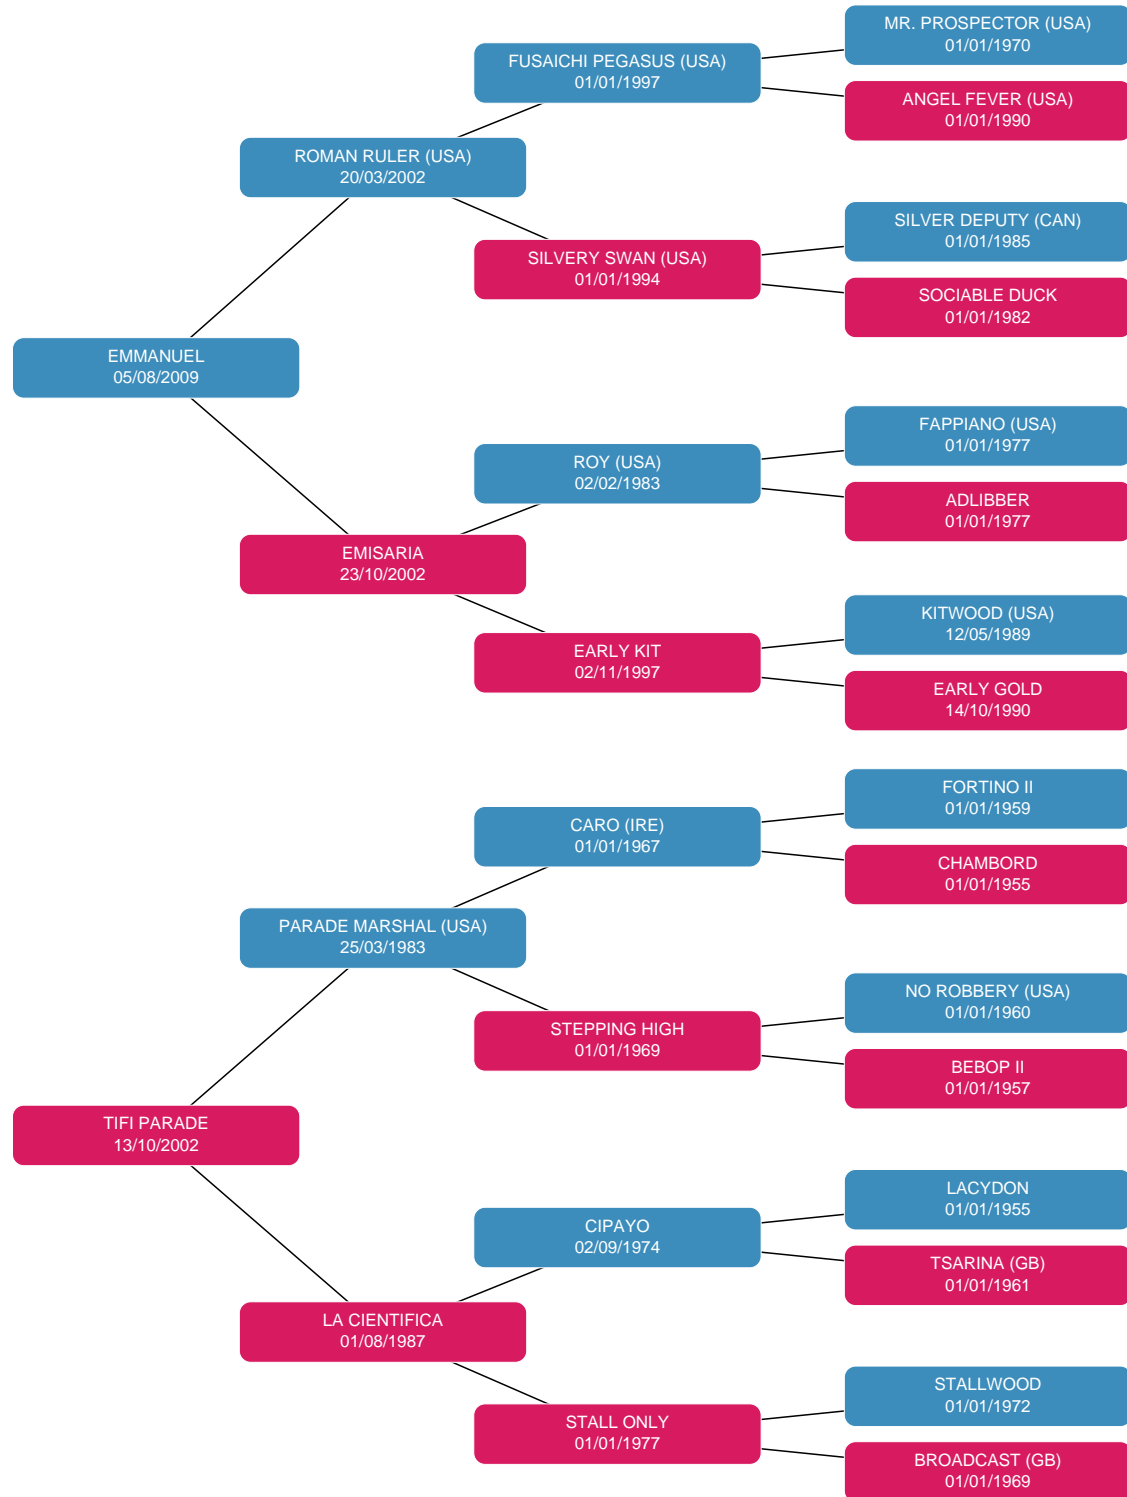 MR. PROSPECTOR (USA)
01/01/1970
FUSAICHI PEGASUS (USA)
01/01/1997
ANGEL FEVER (USA)
01/01/1990
ROMAN RULER (USA)
20/03/2002
SILVER DEPUTY (CAN)
01/01/1985
SILVERY SWAN (USA)
01/01/1994
SOCIABLE DUCK
01/01/1982
EMMANUEL
05/08/2009
FAPPIANO (USA)
01/01/1977
ROY (USA)
02/02/1983
ADLIBBER
01/01/1977
EMISARIA
23/10/2002
KITWOOD (USA)
12/05/1989
EARLY KIT
02/11/1997
EARLY GOLD
14/10/1990
FORTINO II
01/01/1959
CARO (IRE)
01/01/1967
CHAMBORD
01/01/1955
PARADE MARSHAL (USA)
25/03/1983
NO ROBBERY (USA)
01/01/1960
STEPPING HIGH
01/01/1969
BEBOP II
01/01/1957
TIFI PARADE
13/10/2002
LACYDON
01/01/1955
CIPAYO
02/09/1974
TSARINA (GB)
01/01/1961
LA CIENTIFICA
01/08/1987
STALLWOOD
01/01/1972
STALL ONLY
01/01/1977
BROADCAST (GB)
01/01/1969